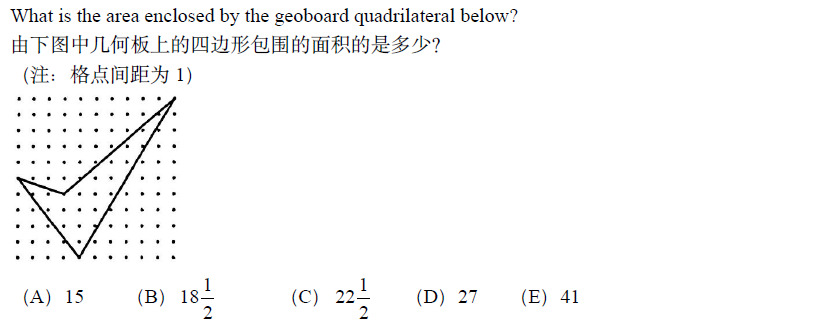 What is the area enclosed by the geoboard quadrilateral below?
由下图中几何板上的四边形包围的面积的是多少?
(注: 格点间距为 1)
(A) 15 (B) 18 1/2 (C) 22 1/2 (D) 27 (E) 41